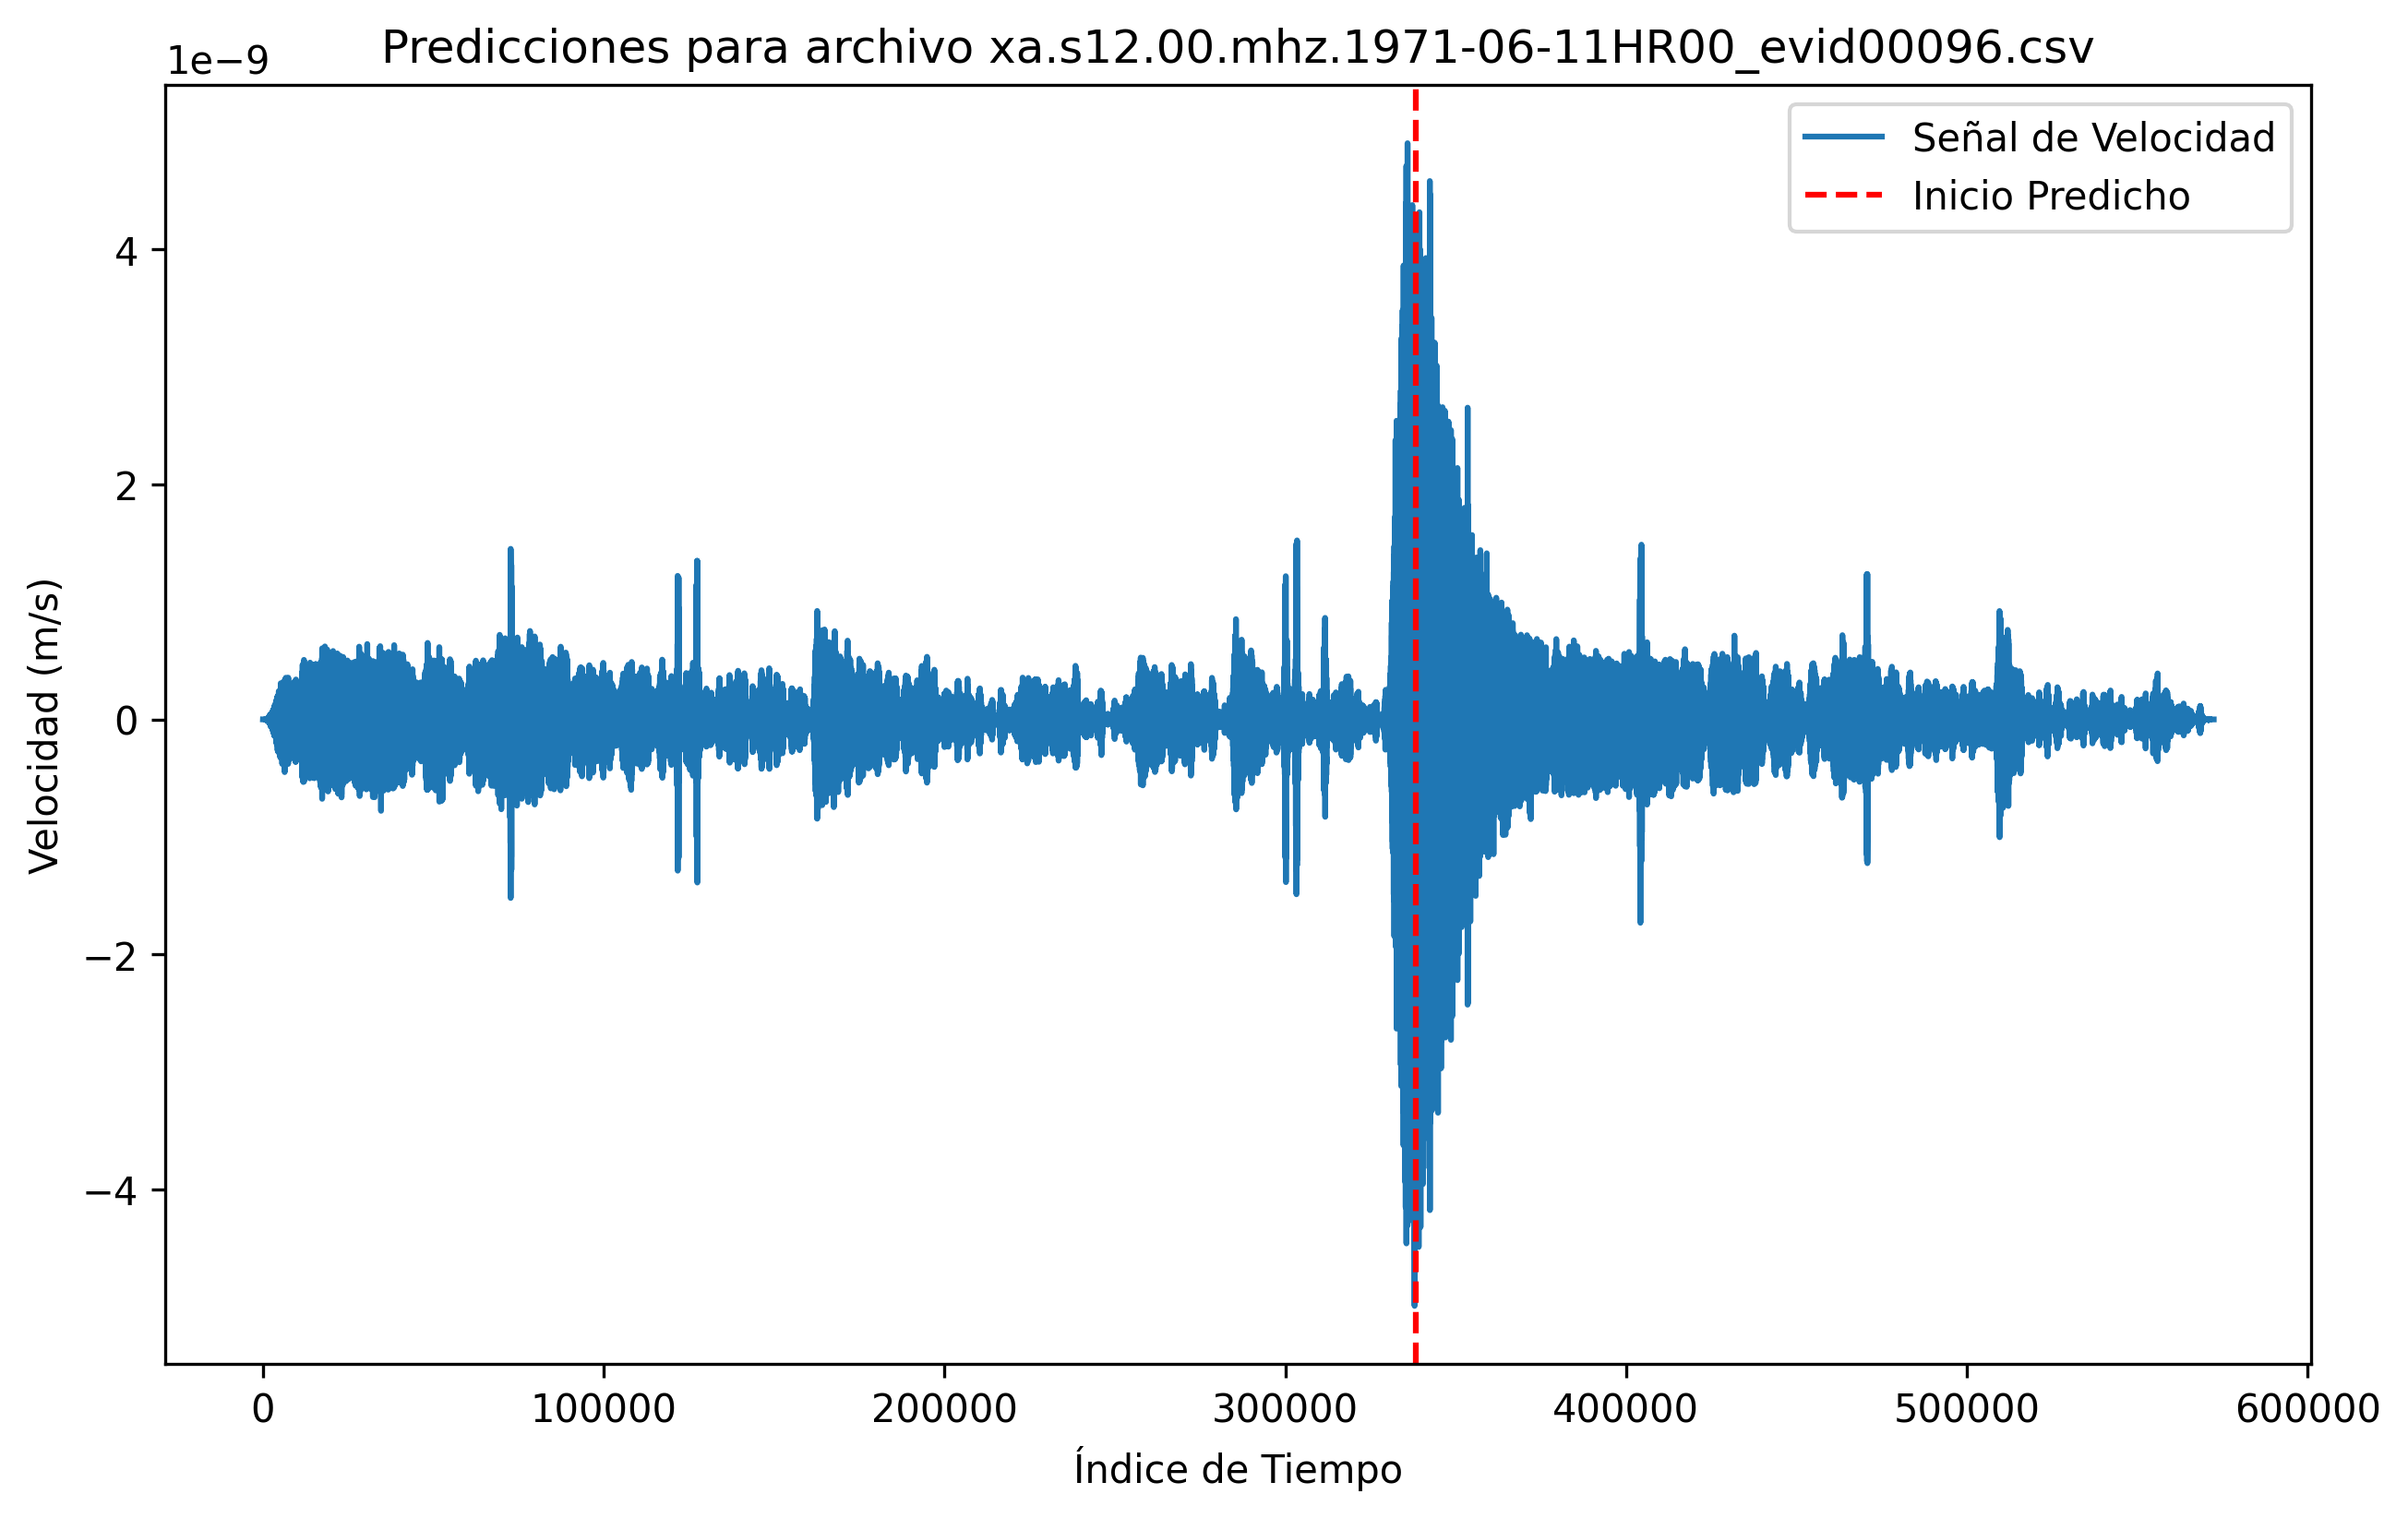 Predicciones para archivo xa.s12.00.mhz.1971-06-11HR00_evid00096.csv
1e−9
Señal de Velocidad
Inicio Predicho
4
2
0
−2
−4
Velocidad (m/s)
0 100000 200000 300000 400000 500000 600000
Índice de Tiempo